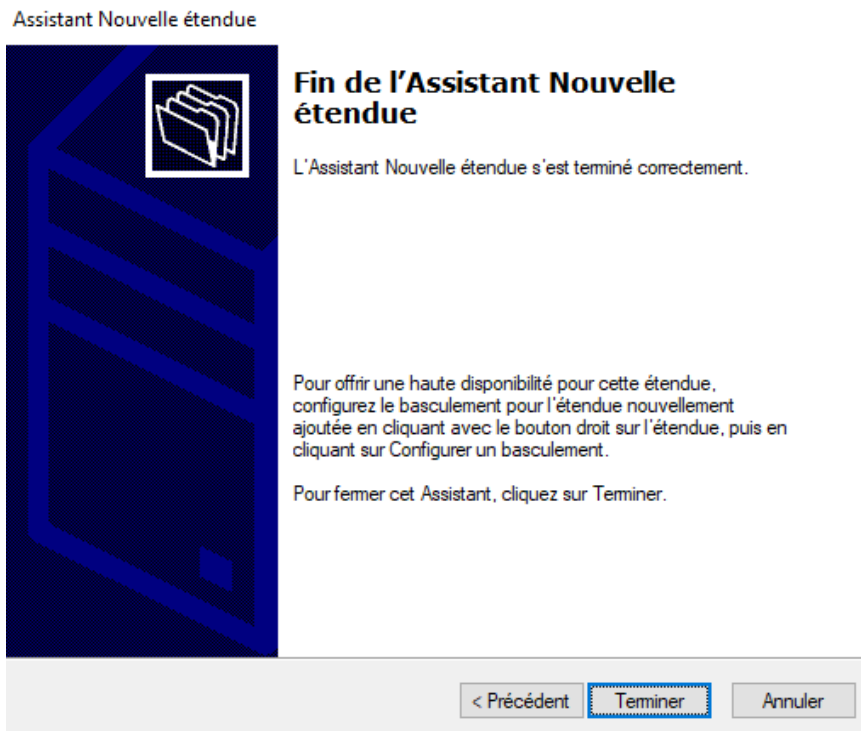 Assistant Nouvelle étendue
Fin de l’Assistant Nouvelle
étendue
L’Assistant Nouvelle étendue s’est terminé correctement.
Pour offrir une haute disponibilité pour cette étendue,
configurez le basculement pour l’étendue nouvellement
ajoutée en cliquant avec le bouton droit sur l’étendue, puis en
cliquant sur Configurer un basculement.
Pour fermer cet Assistant, cliquez sur Terminer.
< Précédent
Terminer
Annuler